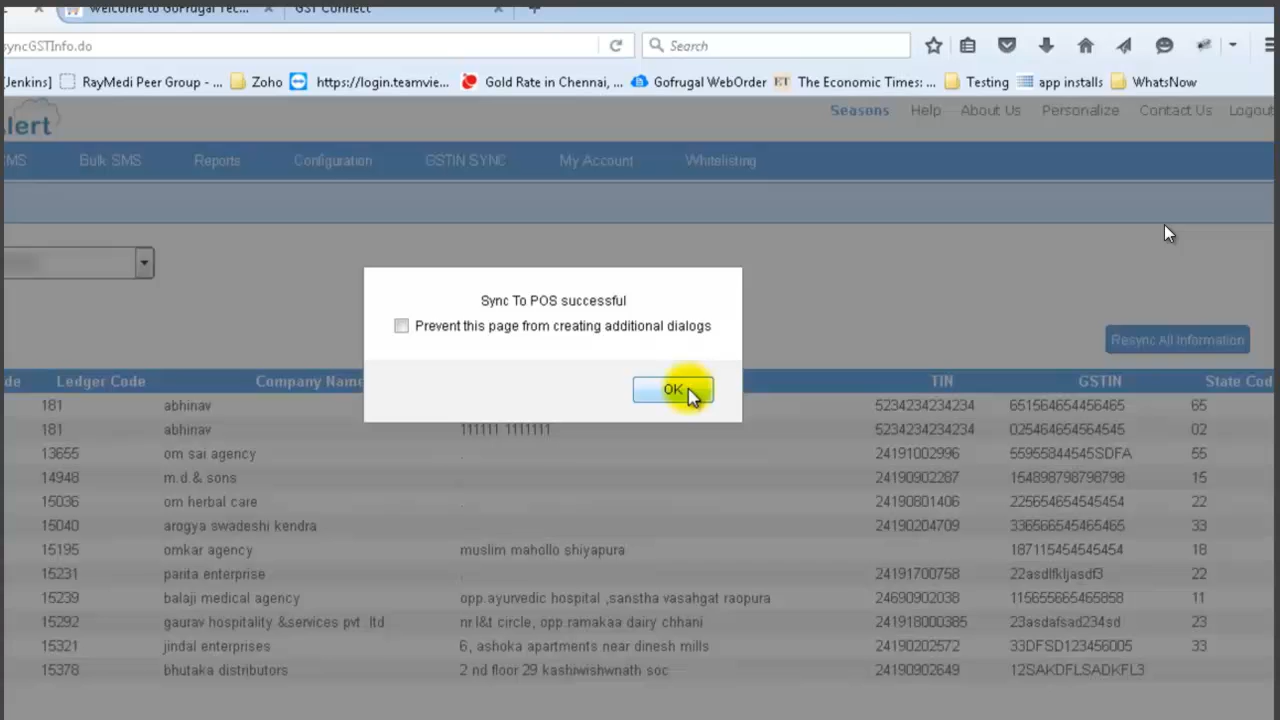 Welcome to GoFrugal Tec...
GST Connect
syncGSTInfo.do
Search
[Jenkins]
RayMedi Peer Group - ...
Zoho
https://login.teamvie...
Gold Rate in Chennai, ...
Gofrugal WebOrder
ET The Economic Times: ...
Testing
app installs
WhatsNow
lert
Seasons
Help
About Us
Personalize
Contact Us
Logout
MS
Bulk SMS
Reports
Configuration
GSTIN SYNC
My Account
Whitelisting
Sync To POS successful
Prevent this page from creating additional dialogs
OK
Resync All Information
de Ledger Code Company Name TIN GSTIN State Cod
181 abhinav 5234234234234 651564654456465 65
181 abhinav 111111 1111111 5234234234234 025464654564545 02
13655 om sai agency . 24191002996 55955844545SDFA 55
14948 m.d.& sons 24190902287 154898798798798 15
15036 om herbal care . 24190801406 225654654545454 22
15040 arogya swadeshi kendra 24190204709 336566545465465 33
15195 omkar agency muslim mahollo shiyapura 187115454545454 18
15231 parita enterprise . 24191700758 22asdlfkljasdf3 22
15239 balaji medical agency opp.ayurvedic hospital ,sanstha vasahgat raopura 24690902038 115655665465858 11
15292 gaurav hospitality &services pvt ltd nr l&t circle, opp.ramakaa dairy chhani 241918000385 23asdafsad234sd 23
15321 jindal enterprises 6, ashoka apartments near dinesh mills 24190202572 33DFSD123456005 33
15378 bhutaka distributors 2 nd floor 29 kashiwishwnath soc 24190902649 12SAKDFLSADKFL3